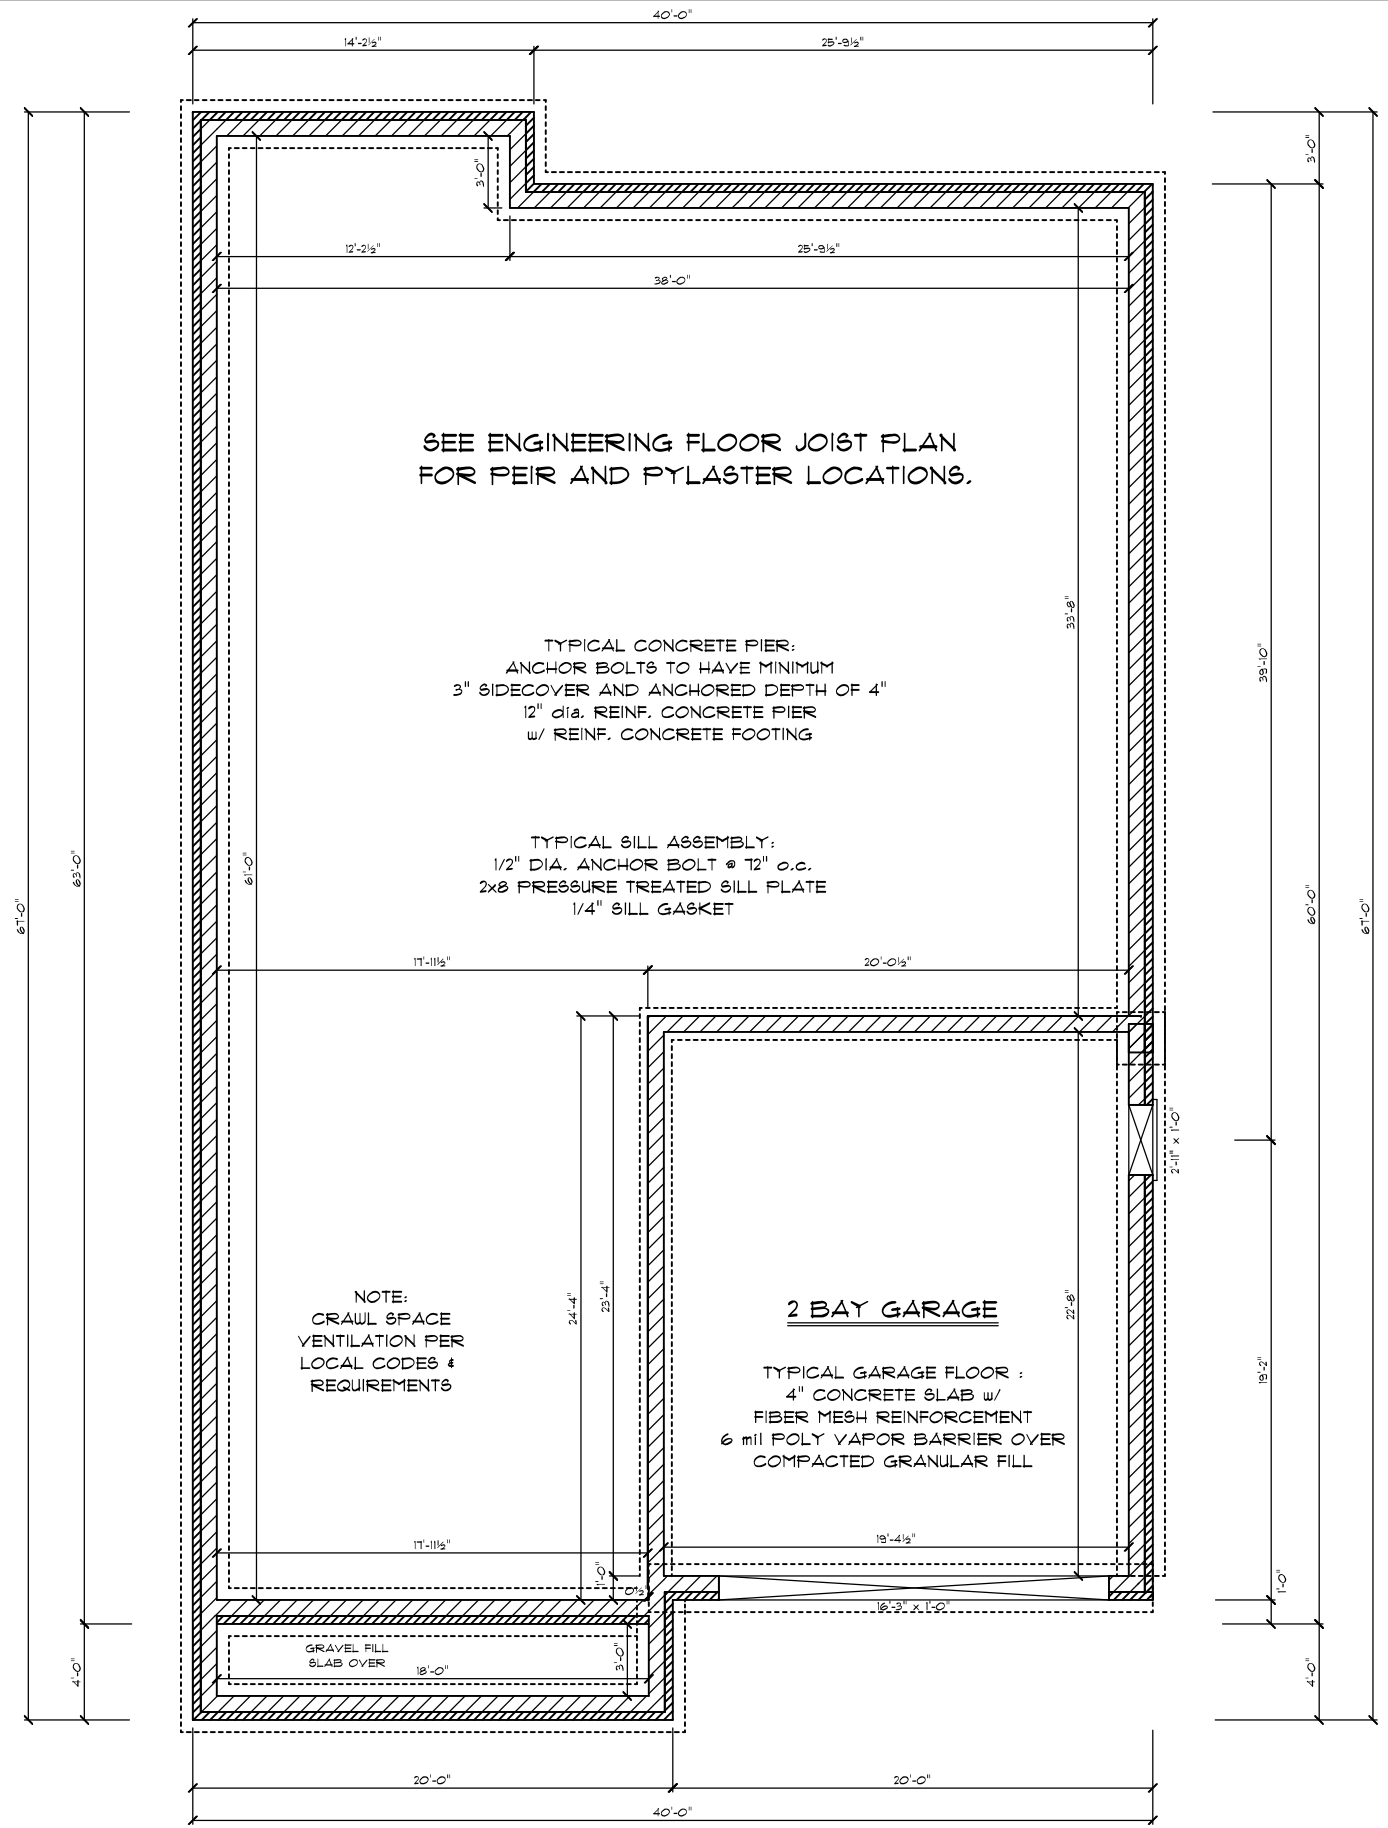 40'-0"
14'-2½"
25'-9½"
3'-0"
3'-0"
12'-2½"
25'-9½"
38'-0"
SEE ENGINEERING FLOOR JOIST PLAN
FOR PEIR AND PYLASTER LOCATIONS.
33'-8"
39'-10"
TYPICAL CONCRETE PIER:
ANCHOR BOLTS TO HAVE MINIMUM
3" SIDECOVER AND ANCHORED DEPTH OF 4"
12" dia. REINF. CONCRETE PIER
w/ REINF. CONCRETE FOOTING
TYPICAL SILL ASSEMBLY:
1/2" DIA. ANCHOR BOLT @ 72" o.c.
2x8 PRESSURE TREATED SILL PLATE
1/4" SILL GASKET
67'-0"
63'-0"
61'-0"
60'-0"
67'-0"
17'-11½"
20'-0½"
2'-11" x 1'-0"
NOTE:
CRAWL SPACE
VENTILATION PER
LOCAL CODES &
REQUIREMENTS
24'-4"
23'-4"
2 BAY GARAGE
22'-8"
19'-2"
TYPICAL GARAGE FLOOR :
4" CONCRETE SLAB w/
FIBER MESH REINFORCEMENT
6 mil POLY VAPOR BARRIER OVER
COMPACTED GRANULAR FILL
17'-11½"
19'-4½"
1'-0"
0½"
1'-0"
16'-3" x 1'-0"
GRAVEL FILL
SLAB OVER
18'-0"
3'-0"
4'-0"
4'-0"
20'-0"
20'-0"
40'-0"